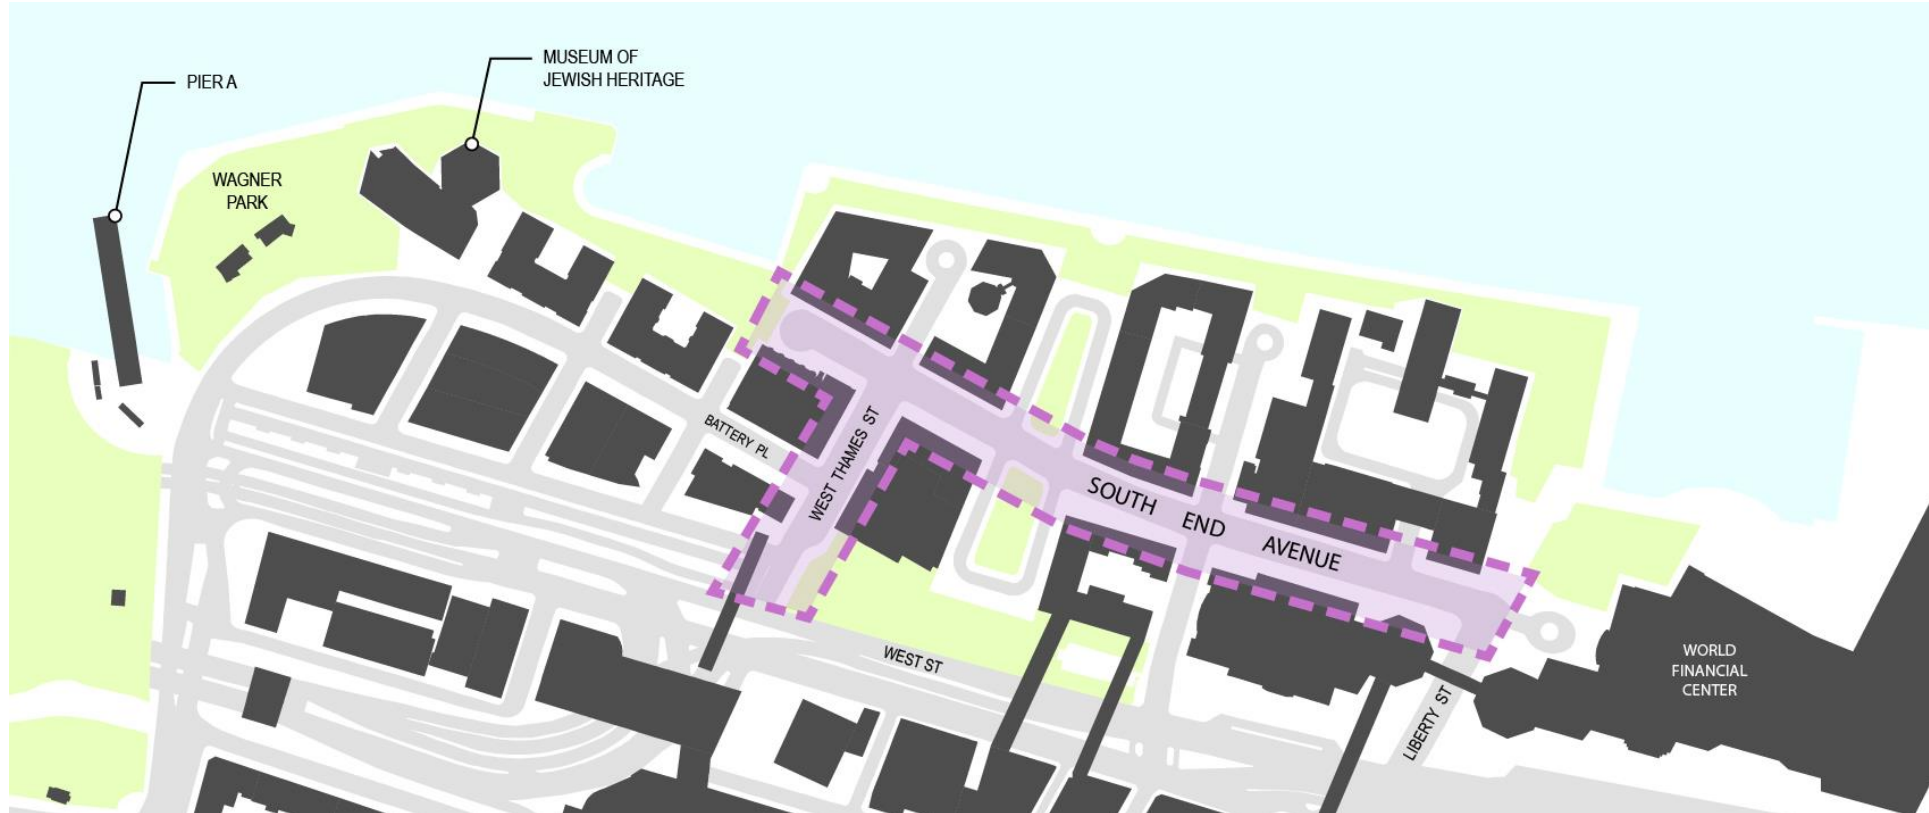 MUSEUM OF
JEWISH HERITAGE
PIER A
WAGNER
PARK
BATTERY PL
WEST THAMES ST
SOUTH END AVENUE
WEST ST
LIBERTY ST
WORLD
FINANCIAL
CENTER